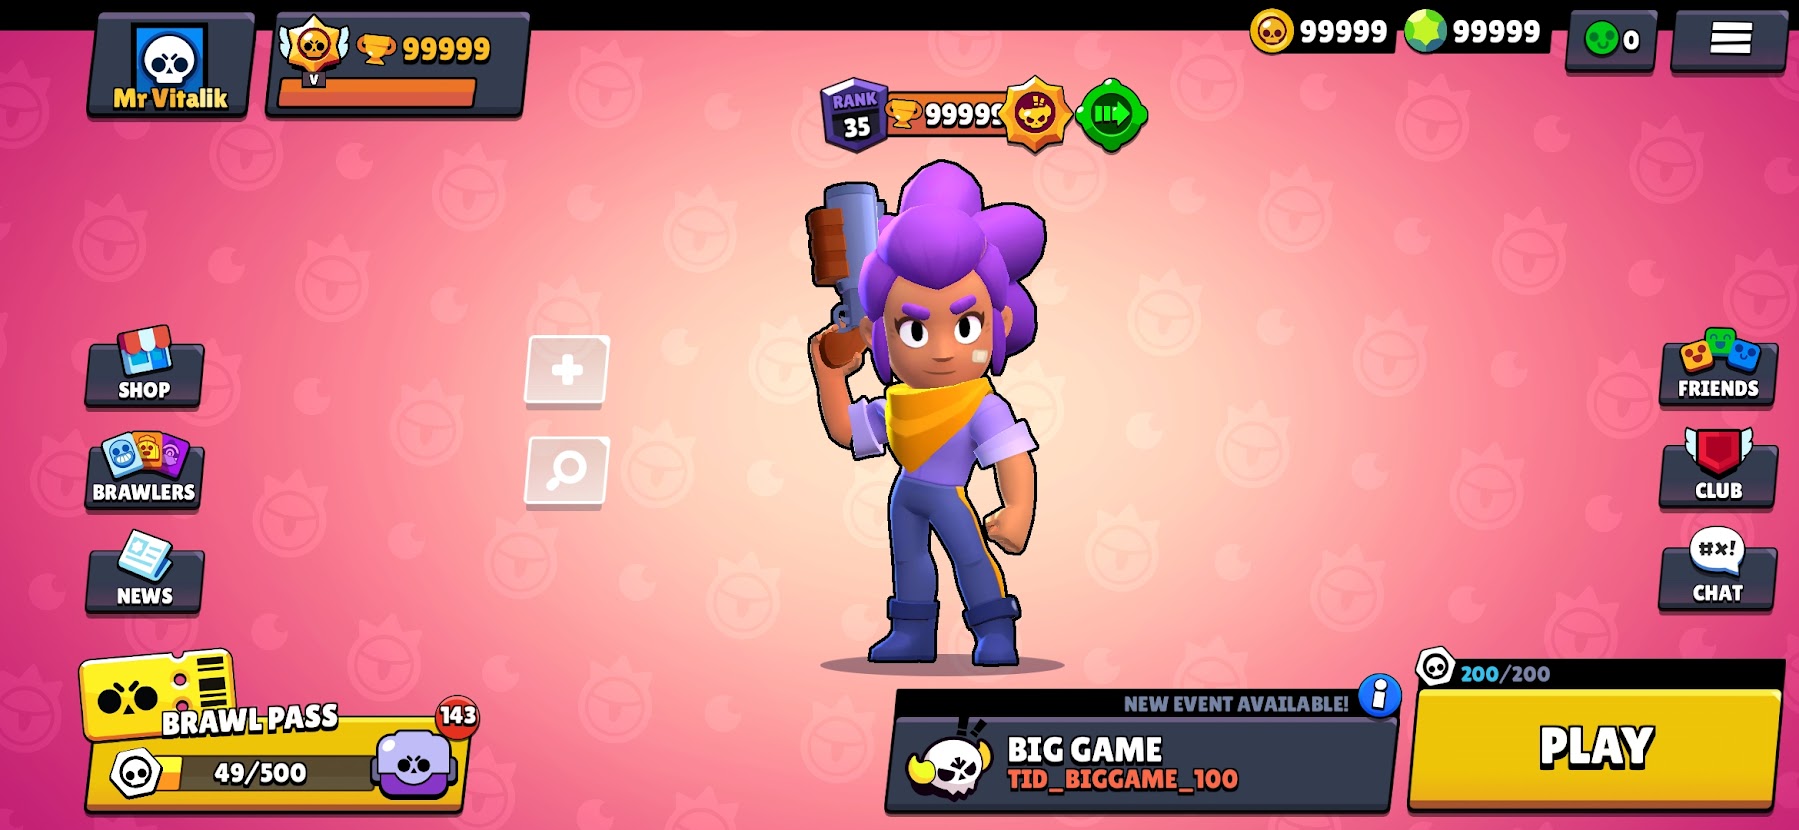 Mr Vitalik
V
99999
99999
99999
0
RANK
35
99999
SHOP
BRAWLERS
NEWS
FRIENDS
CLUB
#x!
CHAT
BRAWL PASS
143
49/500
NEW EVENT AVAILABLE!
i
BIG GAME
TID_BIGGAME_100
200/200
PLAY